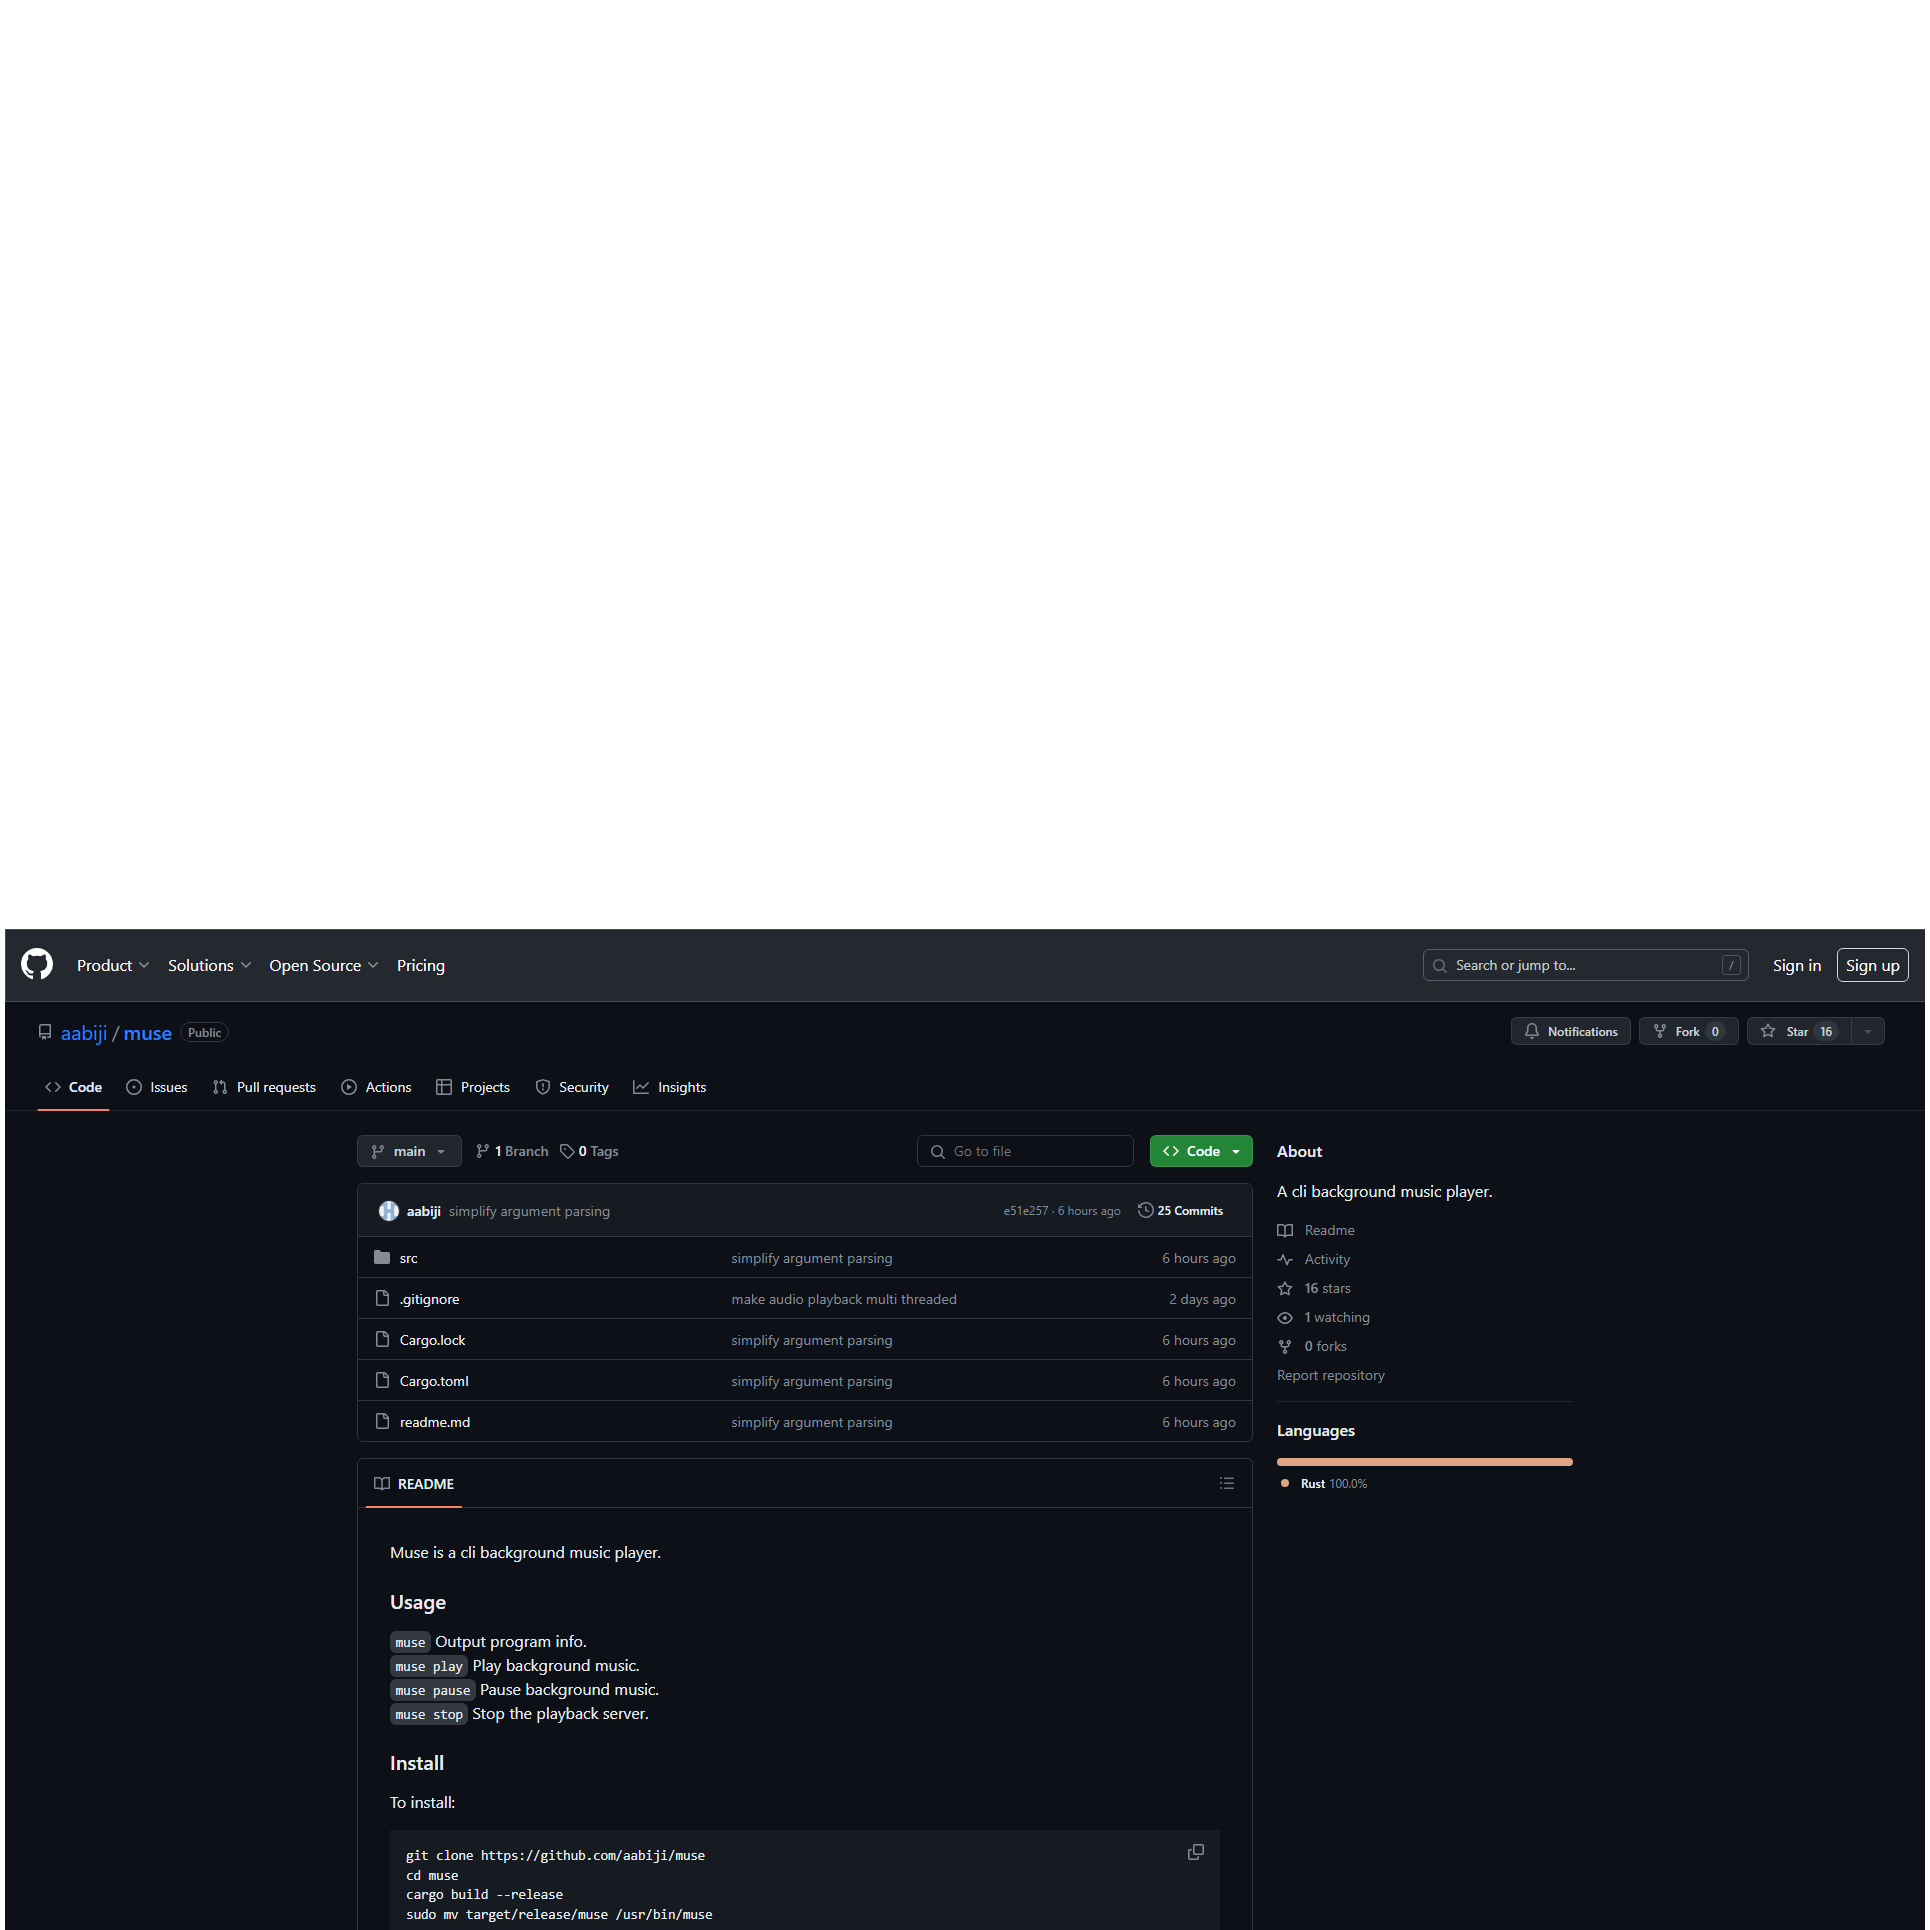 Product Solutions Open Source Pricing Search or jump to... / Sign in Sign up
aabiji / muse Public Notifications Fork 0 Star 16
Code Issues Pull requests Actions Projects Security Insights
main 1 Branch 0 Tags Go to file Code
aabiji simplify argument parsing e51e257 · 6 hours ago 25 Commits
src simplify argument parsing 6 hours ago
.gitignore make audio playback multi threaded 2 days ago
Cargo.lock simplify argument parsing 6 hours ago
Cargo.toml simplify argument parsing 6 hours ago
readme.md simplify argument parsing 6 hours ago
README
Muse is a cli background music player.
Usage
muse Output program info.
muse play Play background music.
muse pause Pause background music.
muse stop Stop the playback server.
Install
To install:
git clone https://github.com/aabiji/muse
cd muse
cargo build --release
sudo mv target/release/muse /usr/bin/muse
About
A cli background music player.
Readme
Activity
16 stars
1 watching
0 forks
Report repository
Languages
Rust 100.0%